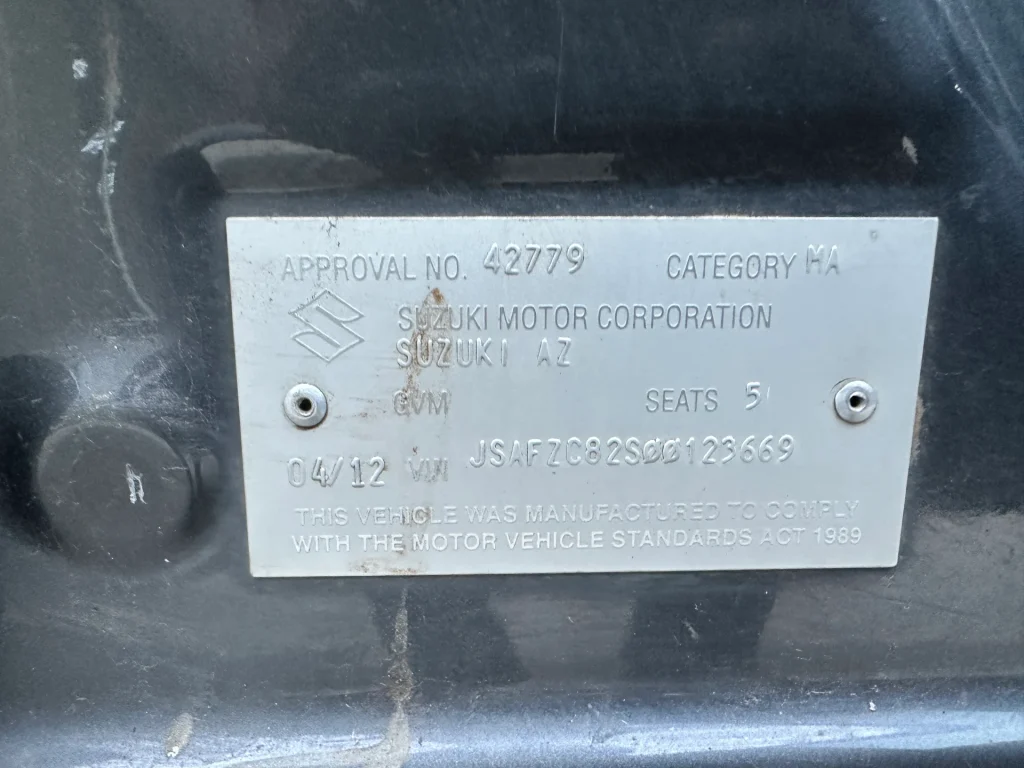 APPROVAL NO. 42779 CATEGORY MA
SUZUKI MOTOR CORPORATION
SUZUKI AZ
GVM SEATS 5
04/12 VIN JSAFZC82S00123669
THIS VEHICLE WAS MANUFACTURED TO COMPLY
WITH THE MOTOR VEHICLE STANDARDS ACT 1989